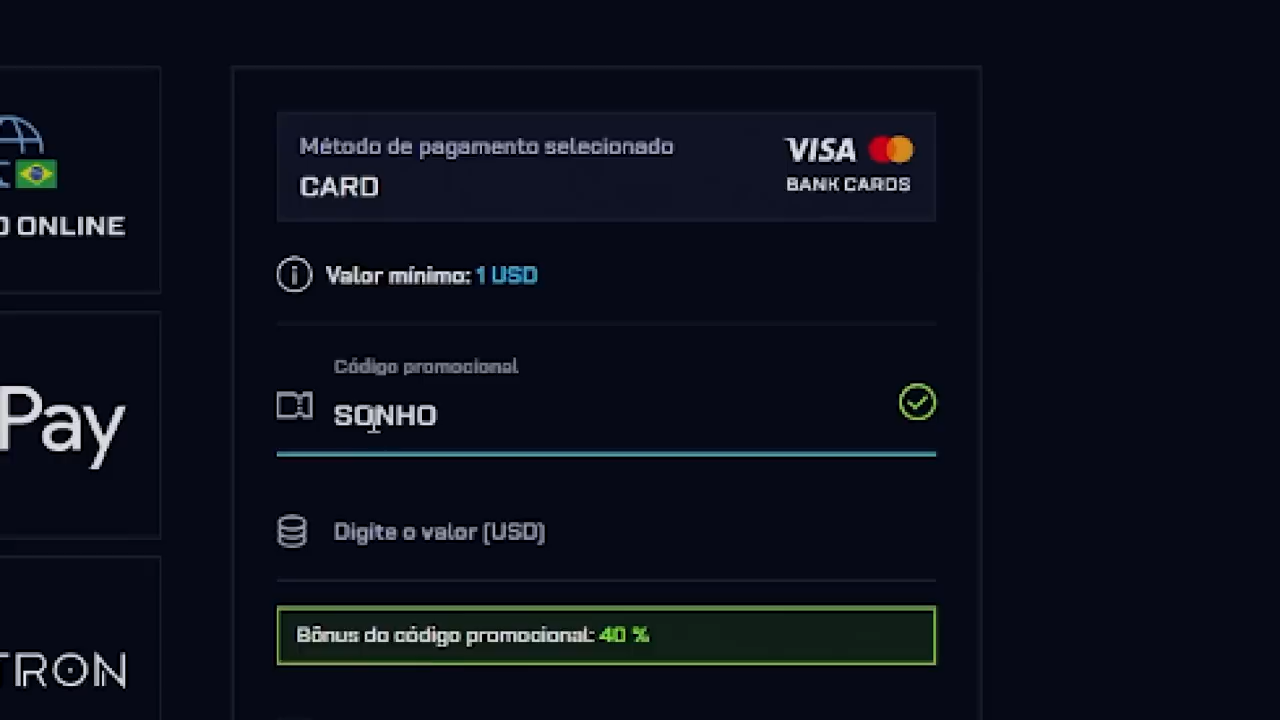 Método de pagamento selecionado
CARD
VISA
BANK CARDS
ONLINE
Valor mínimo: 1 USD
Código promocional
SONHO
Pay
Digite o valor (USD)
Bônus do código promocional: 40 %
TRON